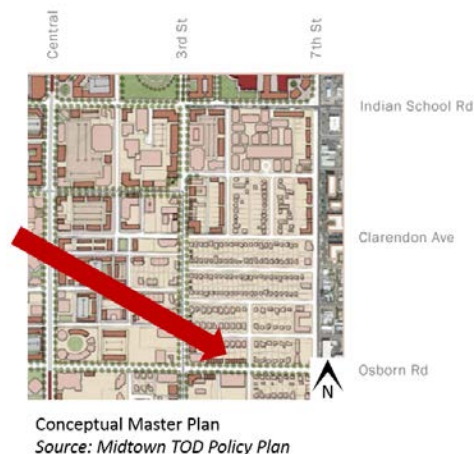 Central
3rd St
7th St
Indian School Rd
Clarendon Ave
Osborn Rd
N
Conceptual Master Plan
Source: Midtown TOD Policy Plan